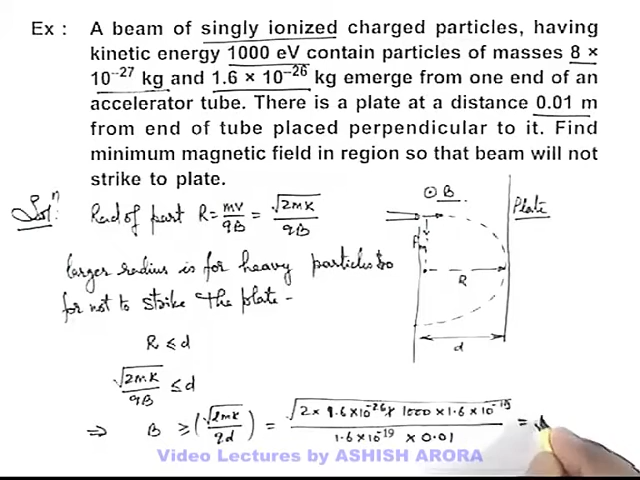 Ex : A beam of singly ionized charged particles, having
kinetic energy 1000 eV contain particles of masses 8 ×
10⁻²⁷ kg and 1.6 × 10⁻²⁶ kg emerge from one end of an
accelerator tube. There is a plate at a distance 0.01 m
from end of tube placed perpendicular to it. Find
minimum magnetic field in region so that beam will not
strike to plate.
Solⁿ. Rad of part R = mv/qB = √2mK/qB
⊙ B
Plate
R
larger radius is for heavy particles so
for not to strike the plate –
R
R ≤ d
d
√2mK/qB ≤ d
⇒ B ≥ (√2mK/qd) = √2 × 1.6 × 10⁻²⁶ × 1000 × 1.6 × 10⁻¹⁹ / 1.6 × 10⁻¹⁹ × 0.01 =
Video Lectures by ASHISH ARORA